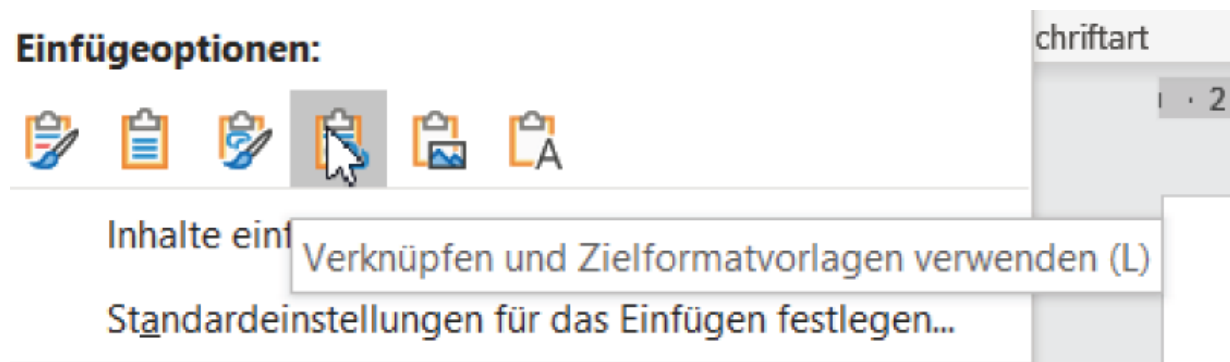 Einfügeoptionen:
chriftart
· 2
A
Inhalte einf
Verknüpfen und Zielformatvorlagen verwenden (L)
Standardeinstellungen für das Einfügen festlegen...